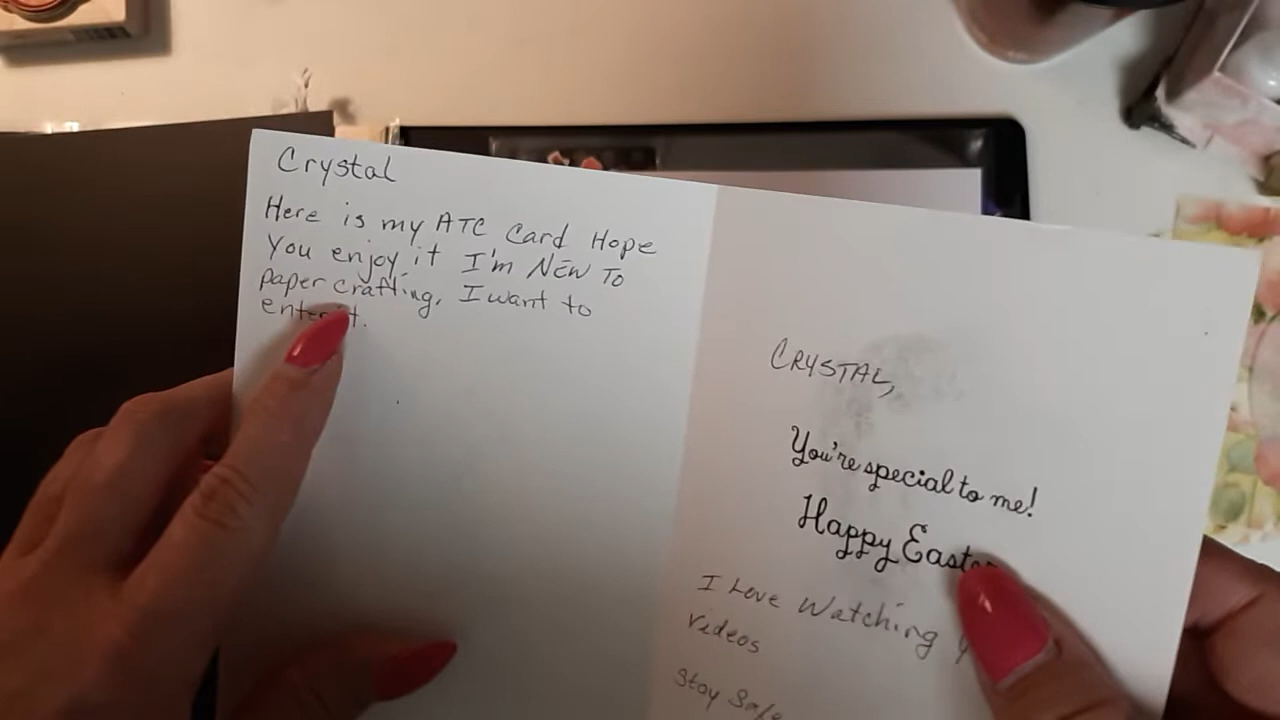 Crystal
Here is my ATC Card Hope
You enjoy it I'm NEW TO
paper crafting, I want to
CRYSTAL,
You're special to me!
Happy
I Love Watching
Videos
Stay Safe